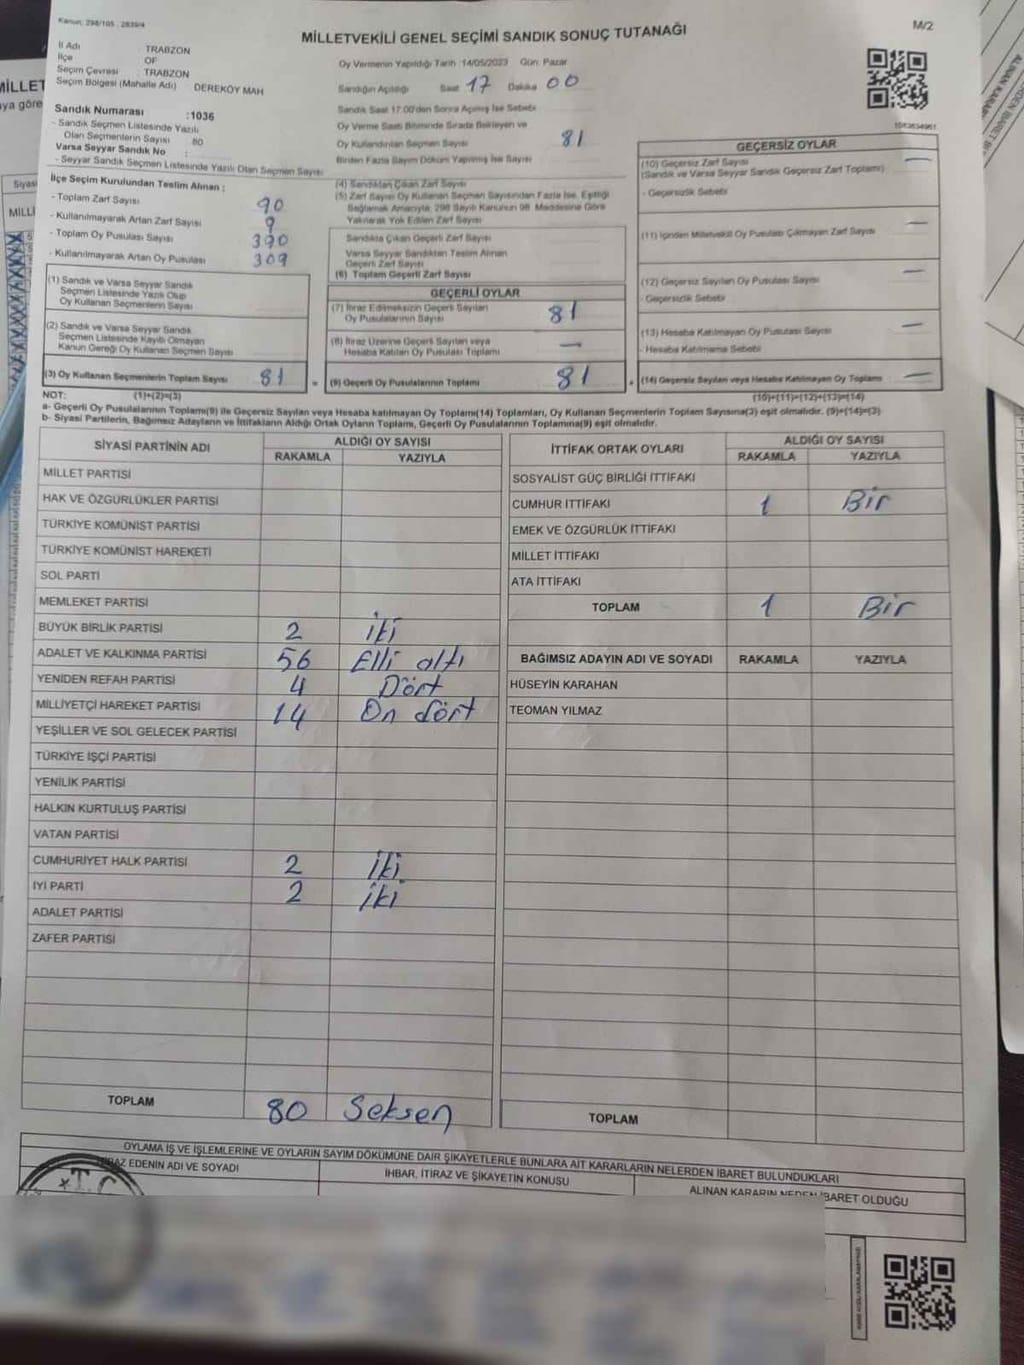 Kanun: 298/105 , 2839/4
M/2
MİLLETVEKİLİ GENEL SEÇİMİ SANDIK SONUÇ TUTANAĞI
İl Adı : TRABZON
İlçe : OF
Seçim Çevresi : TRABZON
Seçim Bölgesi (Mahalle Adı) DEREKÖY MAH
Oy Vermenin Yapıldığı Tarih :14/05/2023 Gün: Pazar
Sandığın Açıldığı Saat 17 Dakika 00
Sandık Saat 17:00'den Sonra Açılmış İse Sebebi
Oy Verme Saati Bitiminde Sırada Bekleyen ve
Oy Kullandırılan Seçmen Sayısı 81
Birden Fazla Sayım Döküm Yapılmış İse Sayısı
Sandık Numarası :1036
- Sandık Seçmen Listesinde Yazılı
Olan Seçmenlerin Sayısı 80
Varsa Seyyar Sandık No :
- Seyyar Sandık Seçmen Listesinde Yazılı Olan Seçmen Sayısı
İlçe Seçim Kurulundan Teslim Alınan :
- Toplam Zarf Sayısı 90
- Kullanılmayarak Artan Zarf Sayısı 9
- Toplam Oy Pusulası Sayısı 390
- Kullanılmayarak Artan Oy Pusulası 309
(1) Sandık ve Varsa Seyyar Sandık
Seçmen Listesinde Yazılı Olup
Oy Kullanan Seçmenlerin Sayısı
(2) Sandık ve Varsa Seyyar Sandık
Seçmen Listesinde Kayıtlı Olmayan
Kanun Gereği Oy Kullanan Seçmen Sayısı
(3) Oy Kullanan Seçmenlerin Toplam Sayısı 81
(4) Sandıktan Çıkan Zarf Sayısı
(5) Zarf Sayısı Oy Kullanan Seçmen Sayısından Fazla İse, Eşitliği
Sağlamak Amacıyla, 298 Sayılı Kanunun 98. Maddesine Göre
Yakılarak Yok Edilen Zarf Sayısı
Sandıkta Çıkan Geçerli Zarf Sayısı
Varsa Seyyar Sandıktan Teslim Alınan
Geçerli Zarf Sayısı
(6) Toplam Geçerli Zarf Sayısı
GEÇERLİ OYLAR
(7) İtiraz Edilmeksizin Geçerli Sayılan
Oy Pusulalarının Sayısı 81
(8) İtiraz Üzerine Geçerli Sayılan veya
Hesaba Katılan Oy Pusulası Toplamı —
= (9) Geçerli Oy Pusulalarının Toplamı 81
GEÇERSİZ OYLAR
(10) Geçersiz Zarf Sayısı —
(Sandık ve Varsa Seyyar Sandık Geçersiz Zarf Toplamı)
- Geçersizlik Sebebi
(11) İçinden Milletvekili Oy Pusulası Çıkmayan Zarf Sayısı —
(12) Geçersiz Sayılan Oy Pusulası Sayısı —
- Geçersizlik Sebebi
(13) Hesaba Katılmayan Oy Pusulası Sayısı —
- Hesaba Katılmama Sebebi
+ (14) Geçersiz Sayılan veya Hesaba Katılmayan Oy Toplamı —
NOT: (1)+(2)=(3)
(10)+(11)+(12)+(13)=(14)
a- Geçerli Oy Pusulalarının Toplamı(9) ile Geçersiz Sayılan veya Hesaba katılmayan Oy Toplamı(14) Toplamları, Oy Kullanan Seçmenlerin Toplam Sayısına(3) eşit olmalıdır. (9)+(14)=(3)
b- Siyasi Partilerin, Bağımsız Adayların ve İttifakların Aldığı Ortak Oyların Toplamı, Geçerli Oy Pusulalarının Toplamına(9) eşit olmalıdır.
SİYASİ PARTİNİN ADI
ALDIĞI OY SAYISI
RAKAMLA YAZIYLA
MİLLET PARTİSİ
HAK VE ÖZGÜRLÜKLER PARTİSİ
TÜRKİYE KOMÜNİST PARTİSİ
TÜRKİYE KOMÜNİST HAREKETİ
SOL PARTİ
MEMLEKET PARTİSİ
BÜYÜK BİRLİK PARTİSİ 2 iki
ADALET VE KALKINMA PARTİSİ 56 Elli altı
YENİDEN REFAH PARTİSİ 4 Dört
MİLLİYETÇİ HAREKET PARTİSİ 14 On dört
YEŞİLLER VE SOL GELECEK PARTİSİ
TÜRKİYE İŞÇİ PARTİSİ
YENİLİK PARTİSİ
HALKIN KURTULUŞ PARTİSİ
VATAN PARTİSİ
CUMHURİYET HALK PARTİSİ 2 İki
İYİ PARTİ 2 iki
ADALET PARTİSİ
ZAFER PARTİSİ
TOPLAM 80 Seksen
İTTİFAK ORTAK OYLARI
ALDIĞI OY SAYISI
RAKAMLA YAZIYLA
SOSYALİST GÜÇ BİRLİĞİ İTTİFAKI
CUMHUR İTTİFAKI 1 Bir
EMEK VE ÖZGÜRLÜK İTTİFAKI
MİLLET İTTİFAKI
ATA İTTİFAKI
TOPLAM 1 Bir
BAĞIMSIZ ADAYIN ADI VE SOYADI RAKAMLA YAZIYLA
HÜSEYİN KARAHAN
TEOMAN YILMAZ
TOPLAM
OYLAMA İŞ VE İŞLEMLERİNE VE OYLARIN SAYIM DÖKÜMÜNE DAİR ŞİKAYETLERLE BUNLARA AİT KARARLARIN NELERDEN İBARET BULUNDUKLARI
RAZ EDENİN ADI VE SOYADI
İHBAR, İTİRAZ VE ŞİKAYETİN KONUSU
ALINAN KARARIN NEDEN İBARET OLDUĞU
T.C